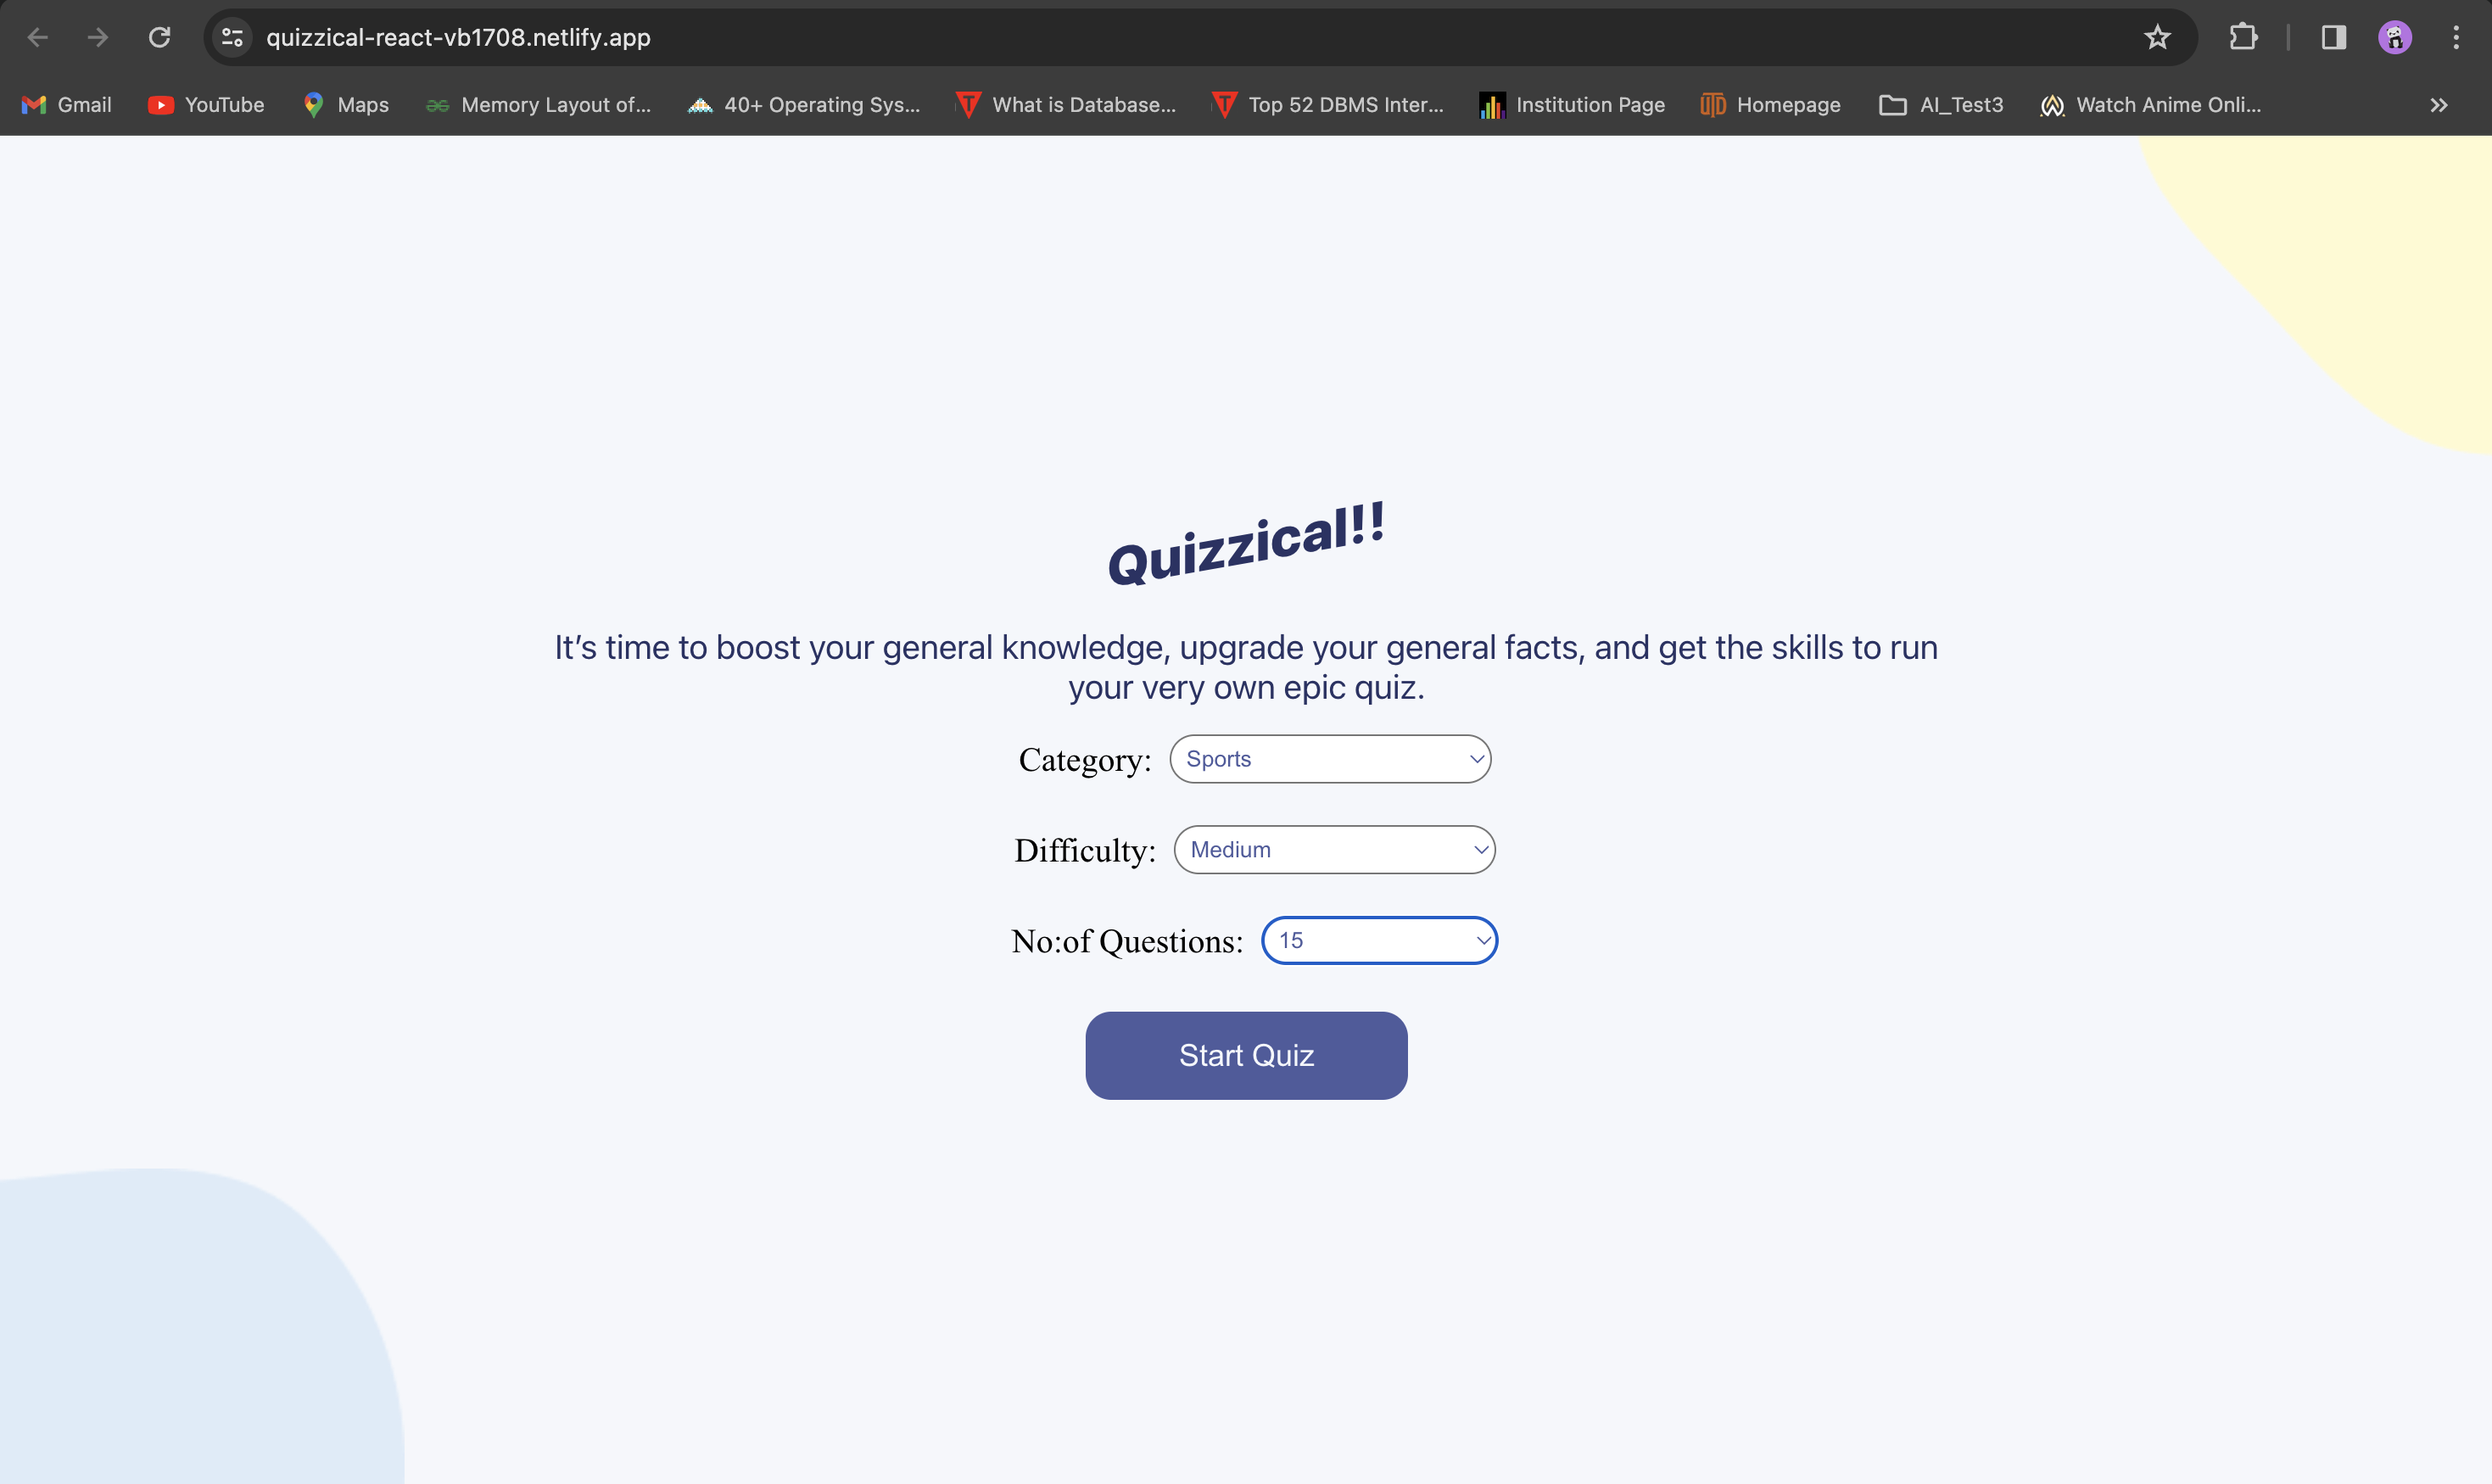 quizzical-react-vb1708.netlify.app
Gmail YouTube Maps Memory Layout of... 40+ Operating Sys... What is Database... Top 52 DBMS Inter... Institution Page Homepage AI_Test3 Watch Anime Onli...
Quizzical!!
It’s time to boost your general knowledge, upgrade your general facts, and get the skills to run
your very own epic quiz.
Category: Sports
Difficulty: Medium
No:of Questions: 15
Start Quiz